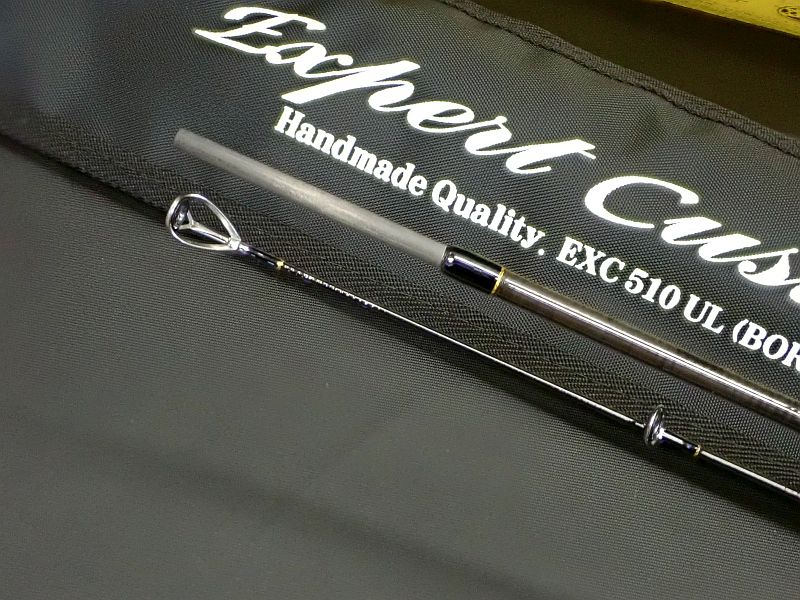 Expert Cus
Handmade Quality. EXC 510 UL (BOR